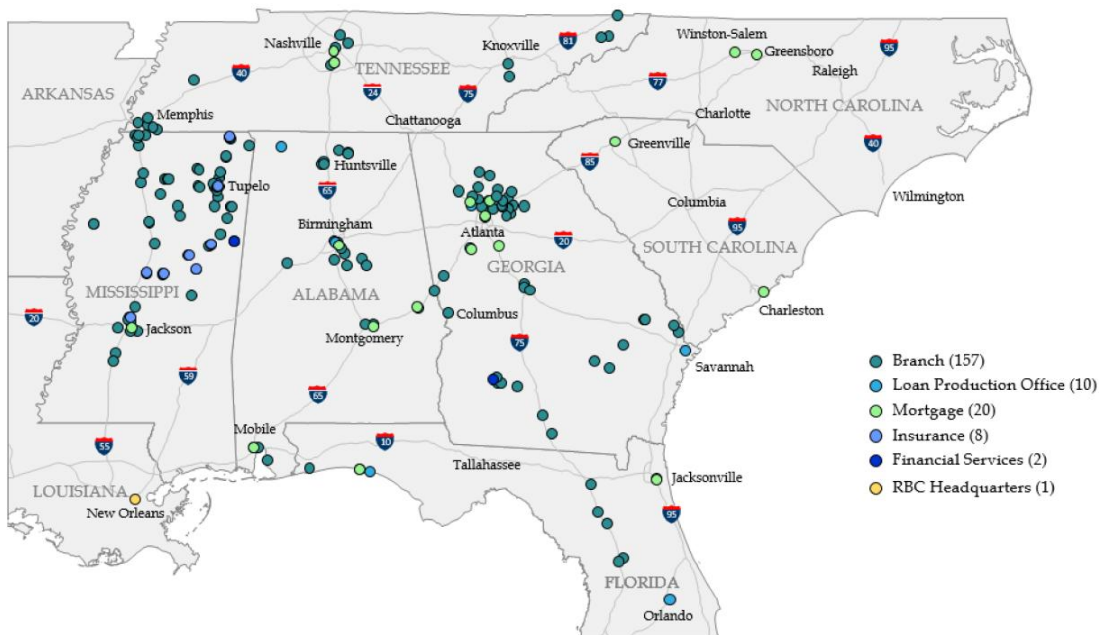 Nashville
Knoxville
81
Winston-Salem
Greensboro
95
Raleigh
40
TENNESSEE
77
ARKANSAS
24
75
NORTH CAROLINA
Memphis
Chattanooga
Charlotte
40
Greenville
85
Huntsville
Tupelo
65
Wilmington
Columbia
Birmingham
Atlanta
20
95
SOUTH CAROLINA
GEORGIA
MISSISSIPPI
ALABAMA
Charleston
20
Jackson
Columbus
Montgomery
75
Savannah
59
65
Mobile
55
10
Tallahassee
Jacksonville
LOUISIANA
New Orleans
95
FLORIDA
Orlando
Branch (157)
Loan Production Office (10)
Mortgage (20)
Insurance (8)
Financial Services (2)
RBC Headquarters (1)